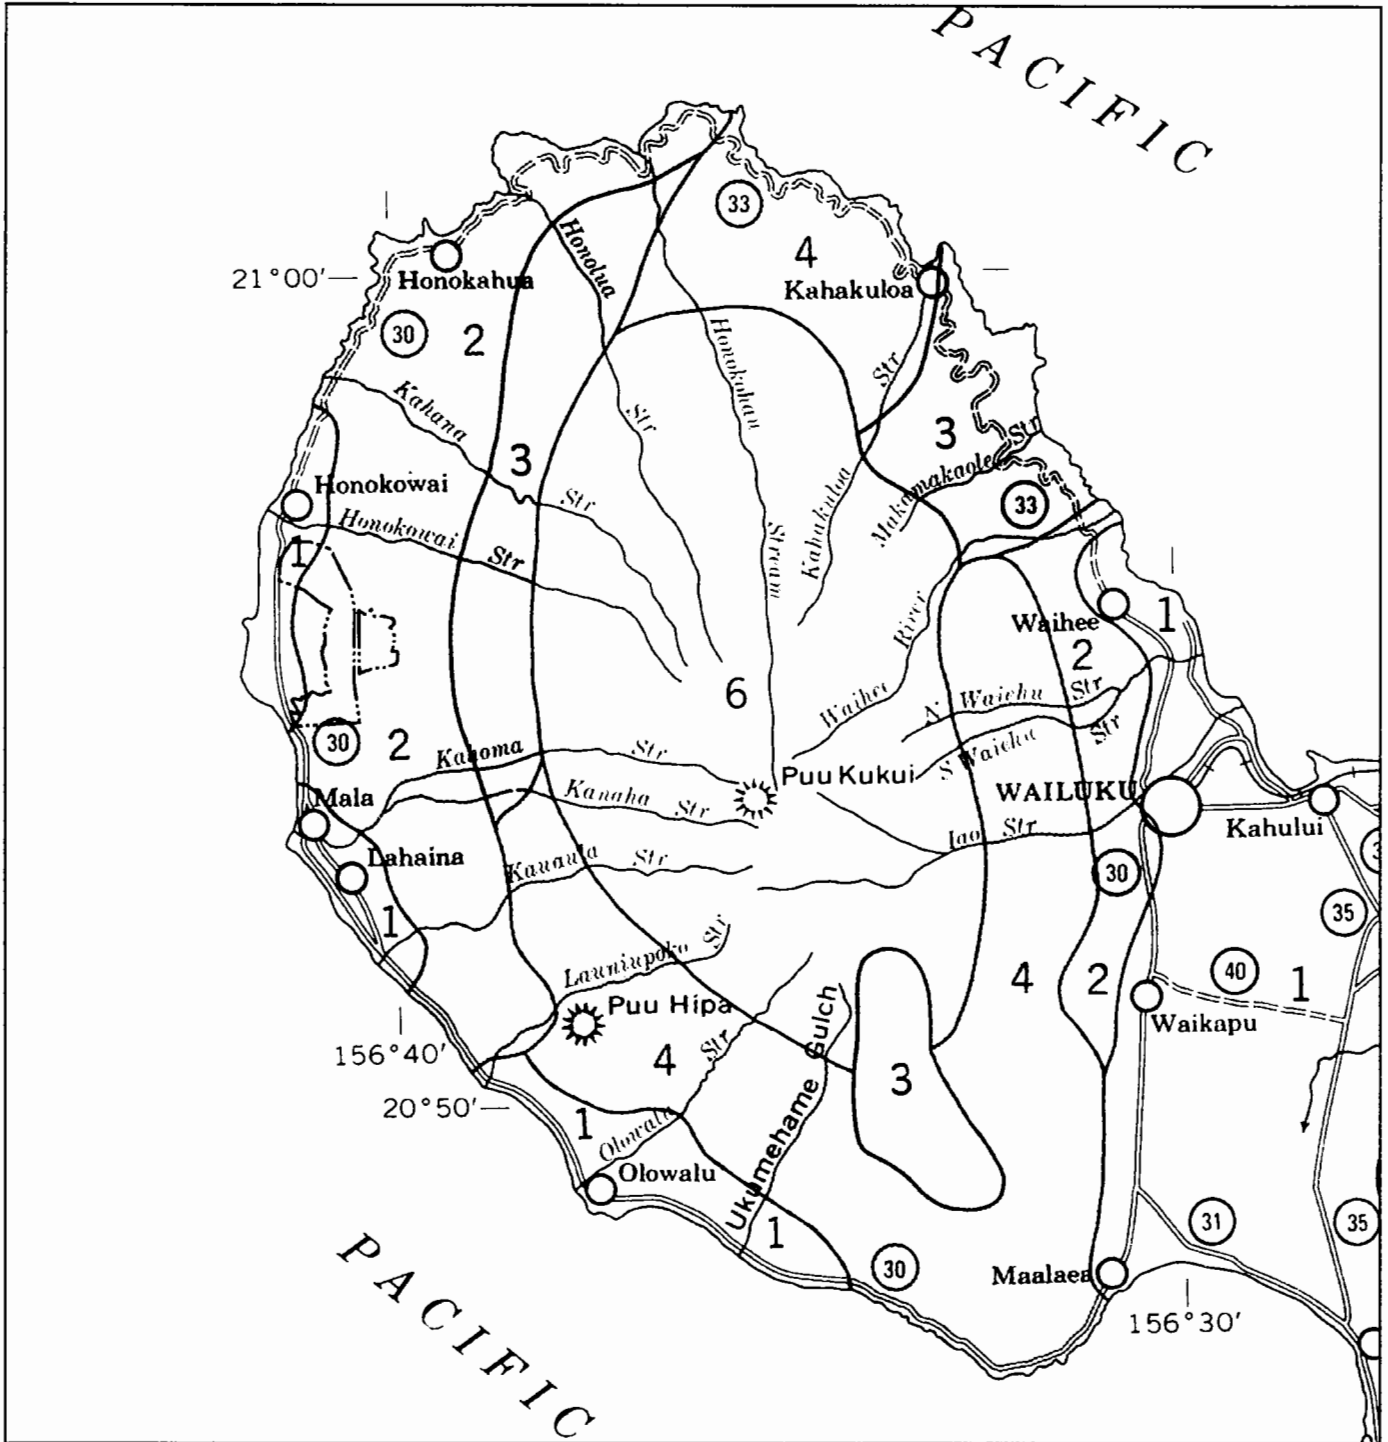 PACIFIC
33
4
Honolua
21°00'
Honokahua
Kahakuloa
30
2
Honokohau
Str
Kahana
Str
3
3
Str
Makamakaole
Honokowai
Str
33
Honokowai Str
Stream
Kahakuloa
1
River
Waihee
1
2
6
N Waiehu Str
Waihee
30
2
Kahoma
Str
S Waiehu
Str
Puu Kukui
Mala
Kanaha Str
WAILUKU
Kahului
Iao Str
Lahaina
Kauaula Str
30
35
1
Launiupoko Str
4
2
40
1
Puu Hipa
Gulch
Waikapu
156°40'
4
Str
3
20°50'
1
Ukumehame
Olowalu
Olowalu
1
31
35
30
Maalaea
156°30'
PACIFIC